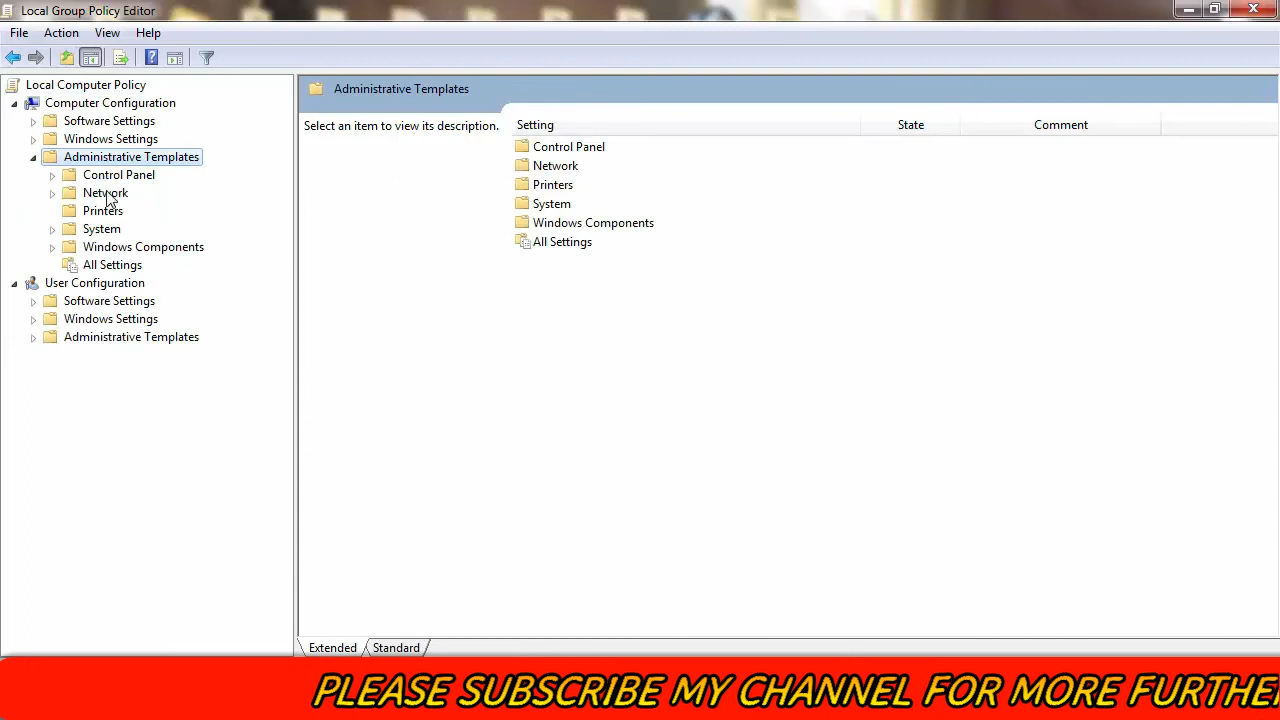 Local Group Policy Editor
File Action View Help
Local Computer Policy
Computer Configuration
Software Settings
Windows Settings
Administrative Templates
Control Panel
Network
Printers
System
Windows Components
All Settings
User Configuration
Software Settings
Windows Settings
Administrative Templates
Administrative Templates
Select an item to view its description.
Setting State Comment
Control Panel
Network
Printers
System
Windows Components
All Settings
Extended Standard
PLEASE SUBSCRIBE MY CHANNEL FOR MORE FURTHE